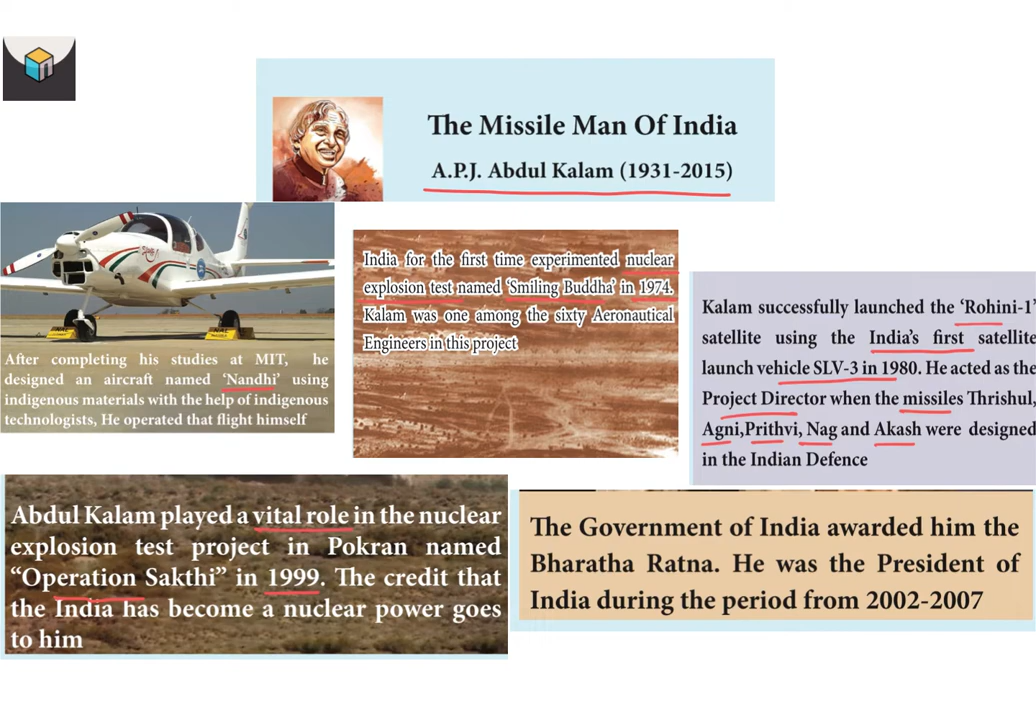 The Missile Man Of India
A.P.J. Abdul Kalam (1931-2015)
After completing his studies at MIT, he
designed an aircraft named ‘Nandhi’ using
indigenous materials with the help of indigenous
technologists, He operated that flight himself
India for the first time experimented nuclear
explosion test named ‘Smiling Buddha’ in 1974.
Kalam was one among the sixty Aeronautical
Engineers in this project
Kalam successfully launched the ‘Rohini-1’
satellite using the India’s first satellite
launch vehicle SLV-3 in 1980. He acted as the
Project Director when the missiles Thrishul,
Agni,Prithvi, Nag and Akash were designed
in the Indian Defence
Abdul Kalam played a vital role in the nuclear
explosion test project in Pokran named
“Operation Sakthi” in 1999. The credit that
the India has become a nuclear power goes
to him
The Government of India awarded him the
Bharatha Ratna. He was the President of
India during the period from 2002-2007